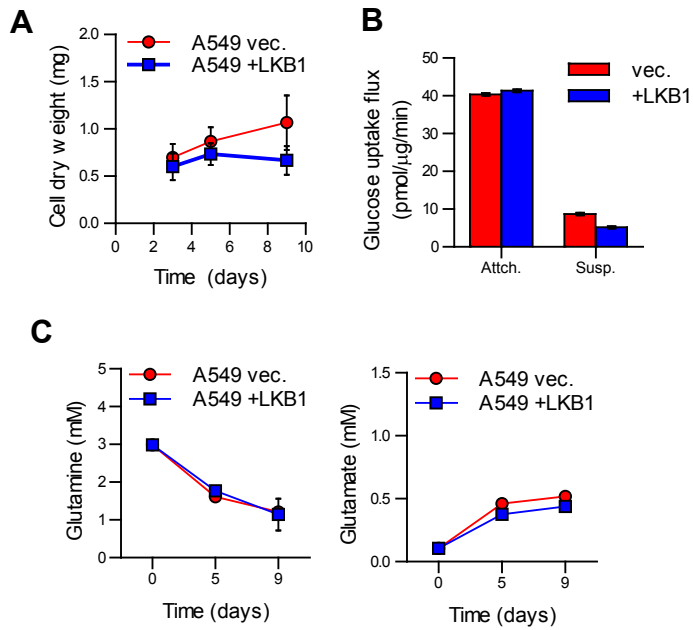 A
A549 vec.
A549 +LKB1
Cell dry weight (mg)
2.0
1.5
1.0
0.5
0.0
0 2 4 6 8 10
Time (days)
B
vec.
+LKB1
Glucose uptake flux
(pmol/µg/min)
50
40
30
20
10
0
Attch. Susp.
C
A549 vec.
A549 +LKB1
Glutamine (mM)
5
4
3
2
1
0
0 5 9
Time (days)
A549 vec.
A549 +LKB1
Glutamate (mM)
1.5
1.0
0.5
0.0
0 5 9
Time (days)